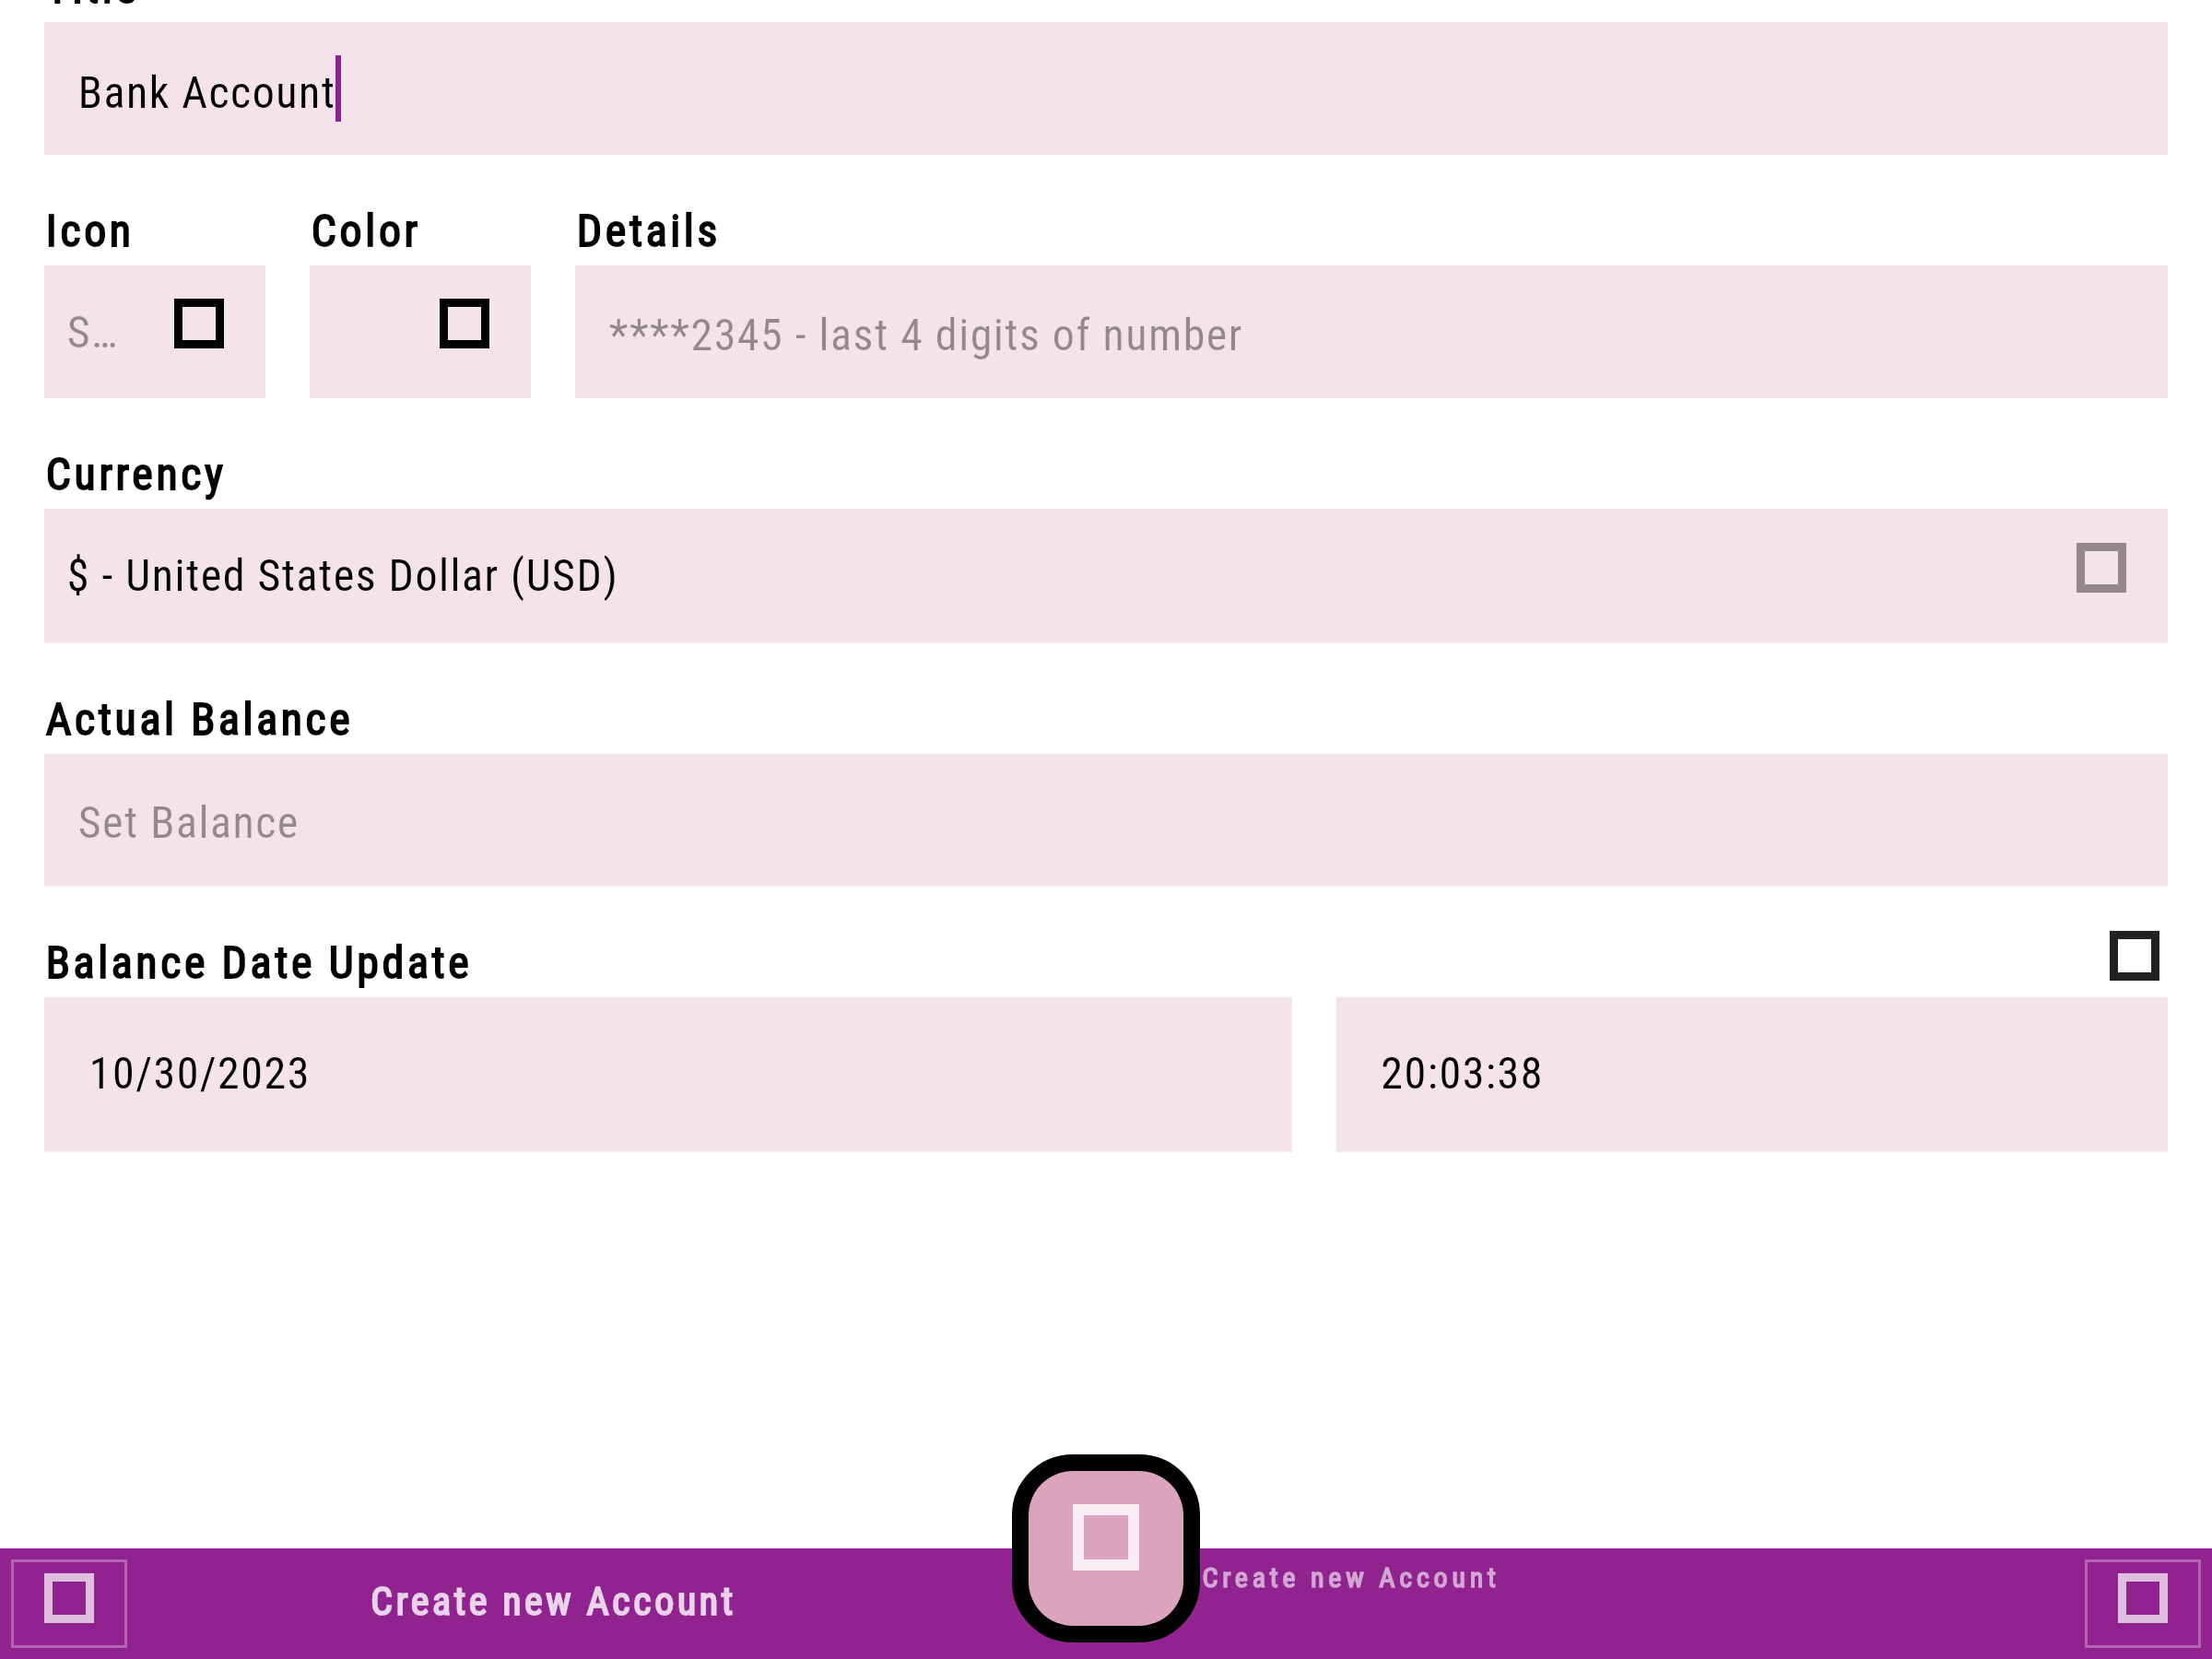 Bank Account
Icon
Color
Details
S…
****2345 - last 4 digits of number
Currency
$ - United States Dollar (USD)
Actual Balance
Set Balance
Balance Date Update
10/30/2023
20:03:38
Create new Account
Create new Account